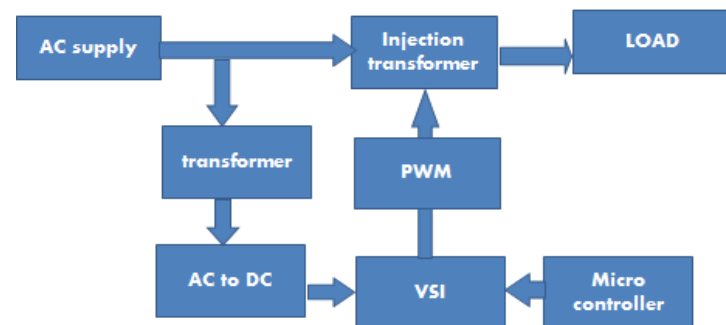 AC supply
Injection
transformer
LOAD
transformer
PWM
AC to DC
VSI
Micro
controller